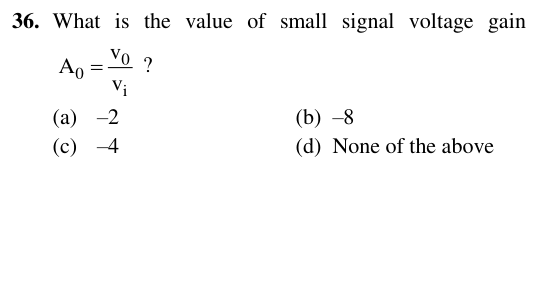 36. What is the value of small signal voltage gain
A0 = v0/vi ?
(a) –2 (b) –8
(c) –4 (d) None of the above